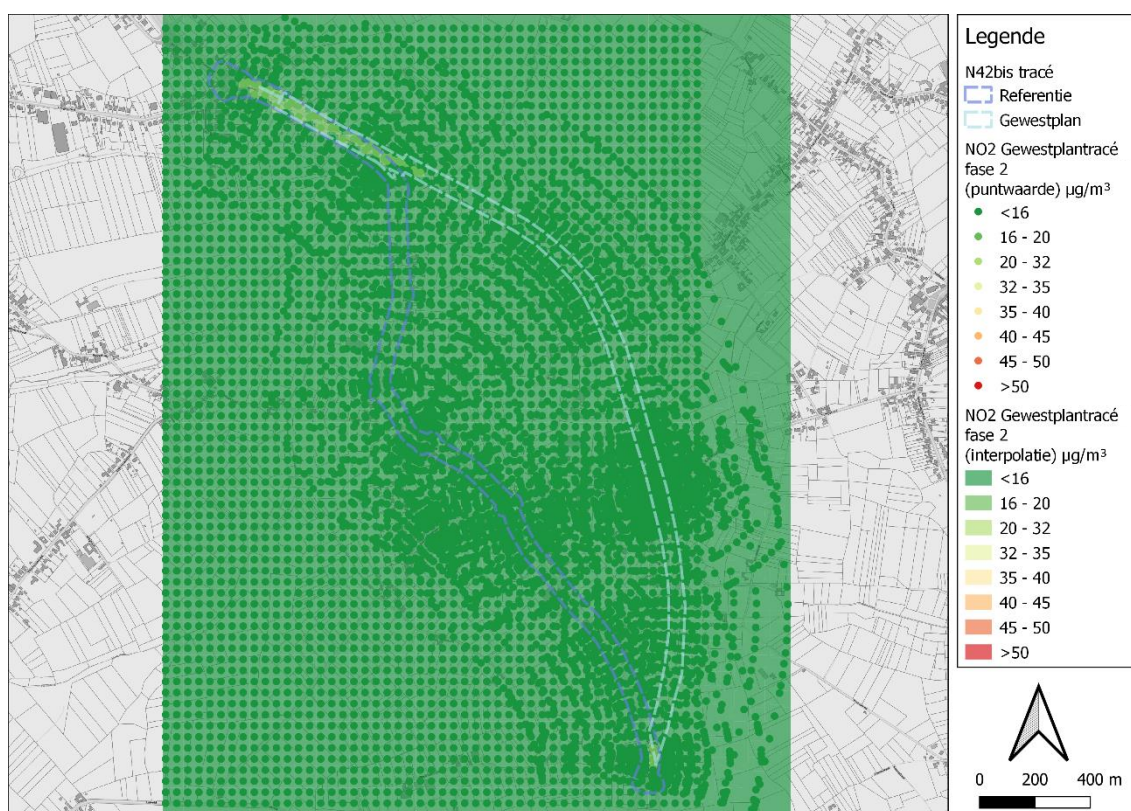 Legende
N42bis tracé
Referentie
Gewestplan
NO2 Gewestplantracé
fase 2
(puntwaarde) µg/m³
<16
16 - 20
20 - 32
32 - 35
35 - 40
40 - 45
45 - 50
>50
NO2 Gewestplantracé
fase 2
(interpolatie) µg/m³
<16
16 - 20
20 - 32
32 - 35
35 - 40
40 - 45
45 - 50
>50
0 200 400 m